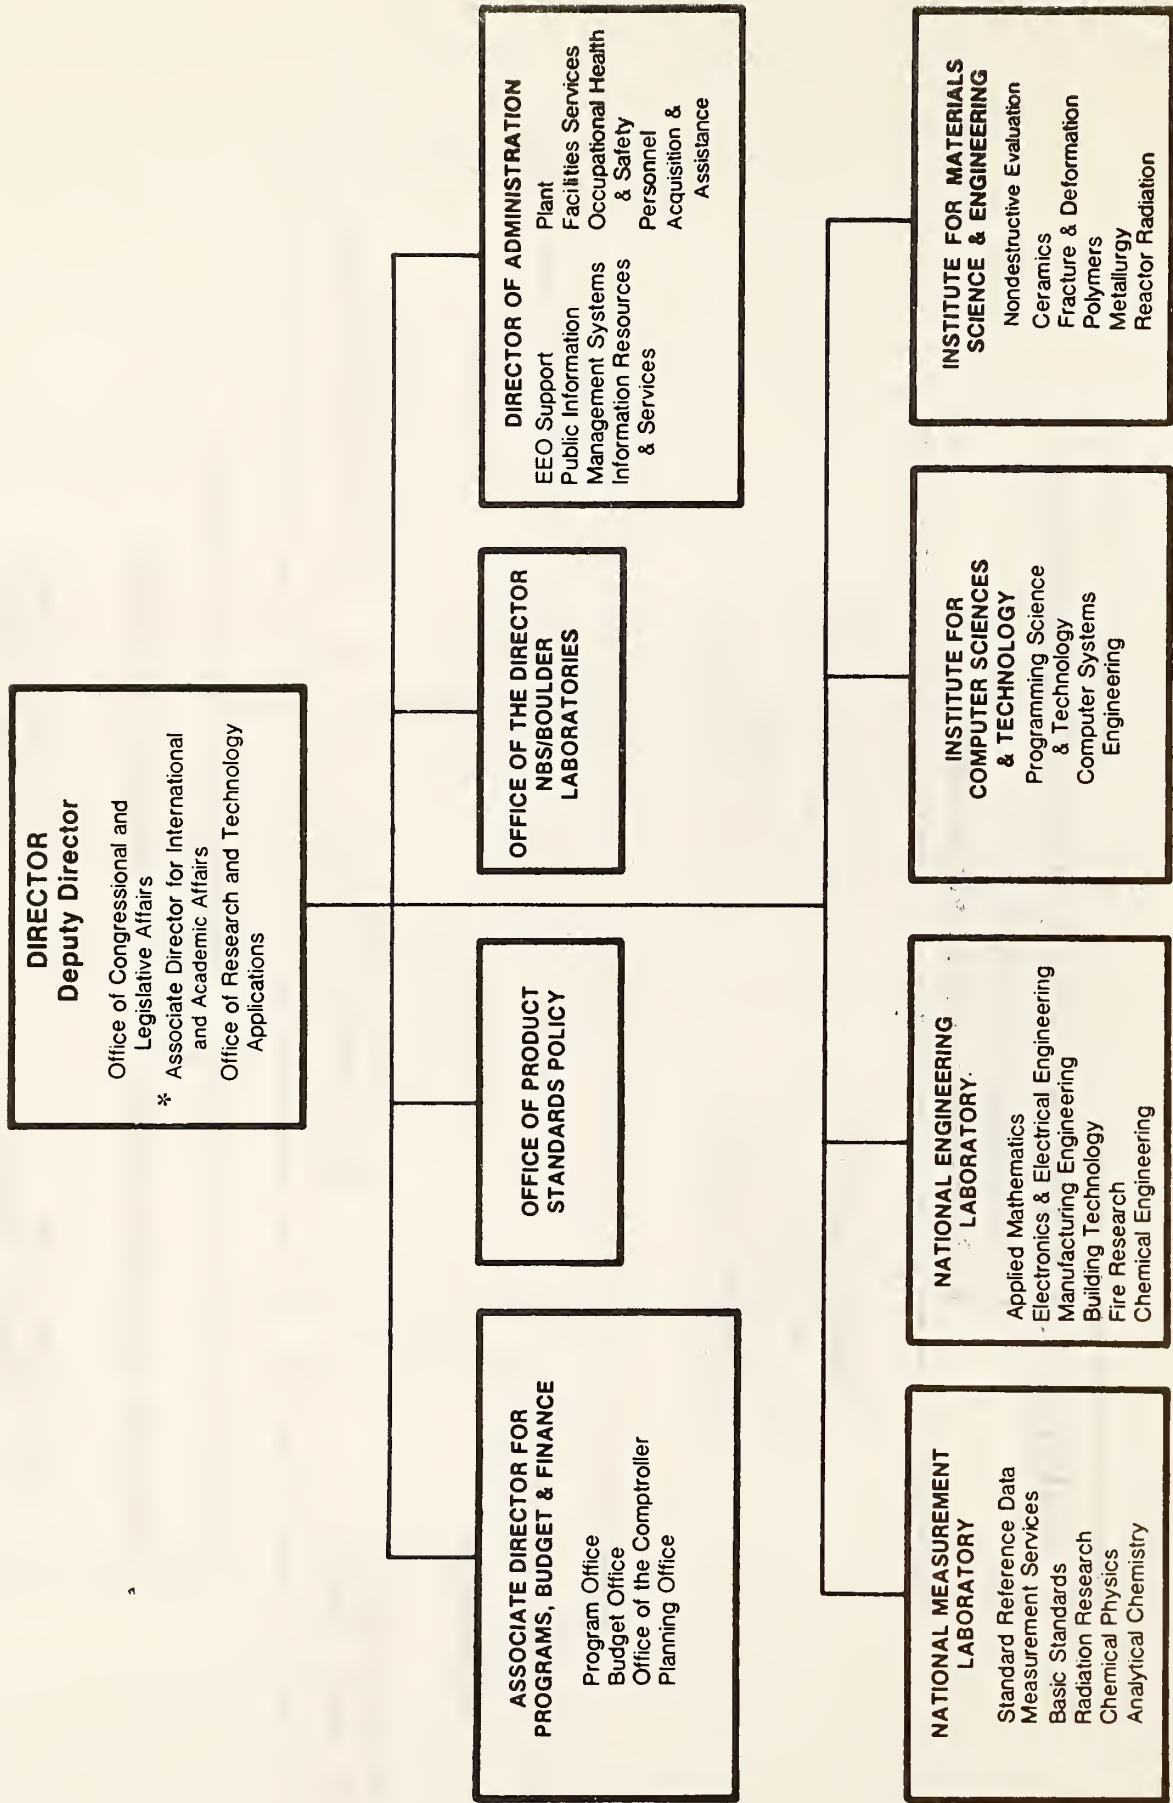 DIRECTOR
Deputy Director
Office of Congressional and
Legislative Affairs
* Associate Director for International
and Academic Affairs
Office of Research and Technology
Applications
ASSOCIATE DIRECTOR FOR
PROGRAMS, BUDGET & FINANCE
Program Office
Budget Office
Office of the Comptroller
Planning Office
OFFICE OF PRODUCT
STANDARDS POLICY
OFFICE OF THE DIRECTOR
NBS/BOULDER
LABORATORIES
DIRECTOR OF ADMINISTRATION
EEO Support
Public Information
Management Systems
Information Resources
& Services
Plant
Facilities Services
Occupational Health
& Safety
Personnel
Acquisition &
Assistance
NATIONAL MEASUREMENT
LABORATORY
Standard Reference Data
Measurement Services
Basic Standards
Radiation Research
Chemical Physics
Analytical Chemistry
NATIONAL ENGINEERING
LABORATORY
Applied Mathematics
Electronics & Electrical Engineering
Manufacturing Engineering
Building Technology
Fire Research
Chemical Engineering
INSTITUTE FOR
COMPUTER SCIENCES
& TECHNOLOGY
Programming Science
& Technology
Computer Systems
Engineering
INSTITUTE FOR MATERIALS
SCIENCE & ENGINEERING
Nondestructive Evaluation
Ceramics
Fracture & Deformation
Polymers
Metallurgy
Reactor Radiation